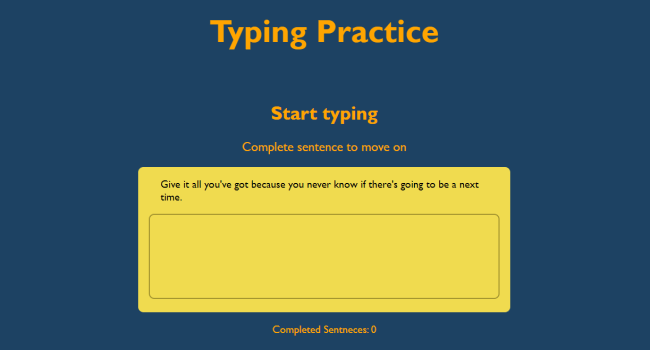 Typing Practice
Start typing
Complete sentence to move on
Give it all you've got because you never know if there's going to be a next
time.
Completed Sentneces: 0